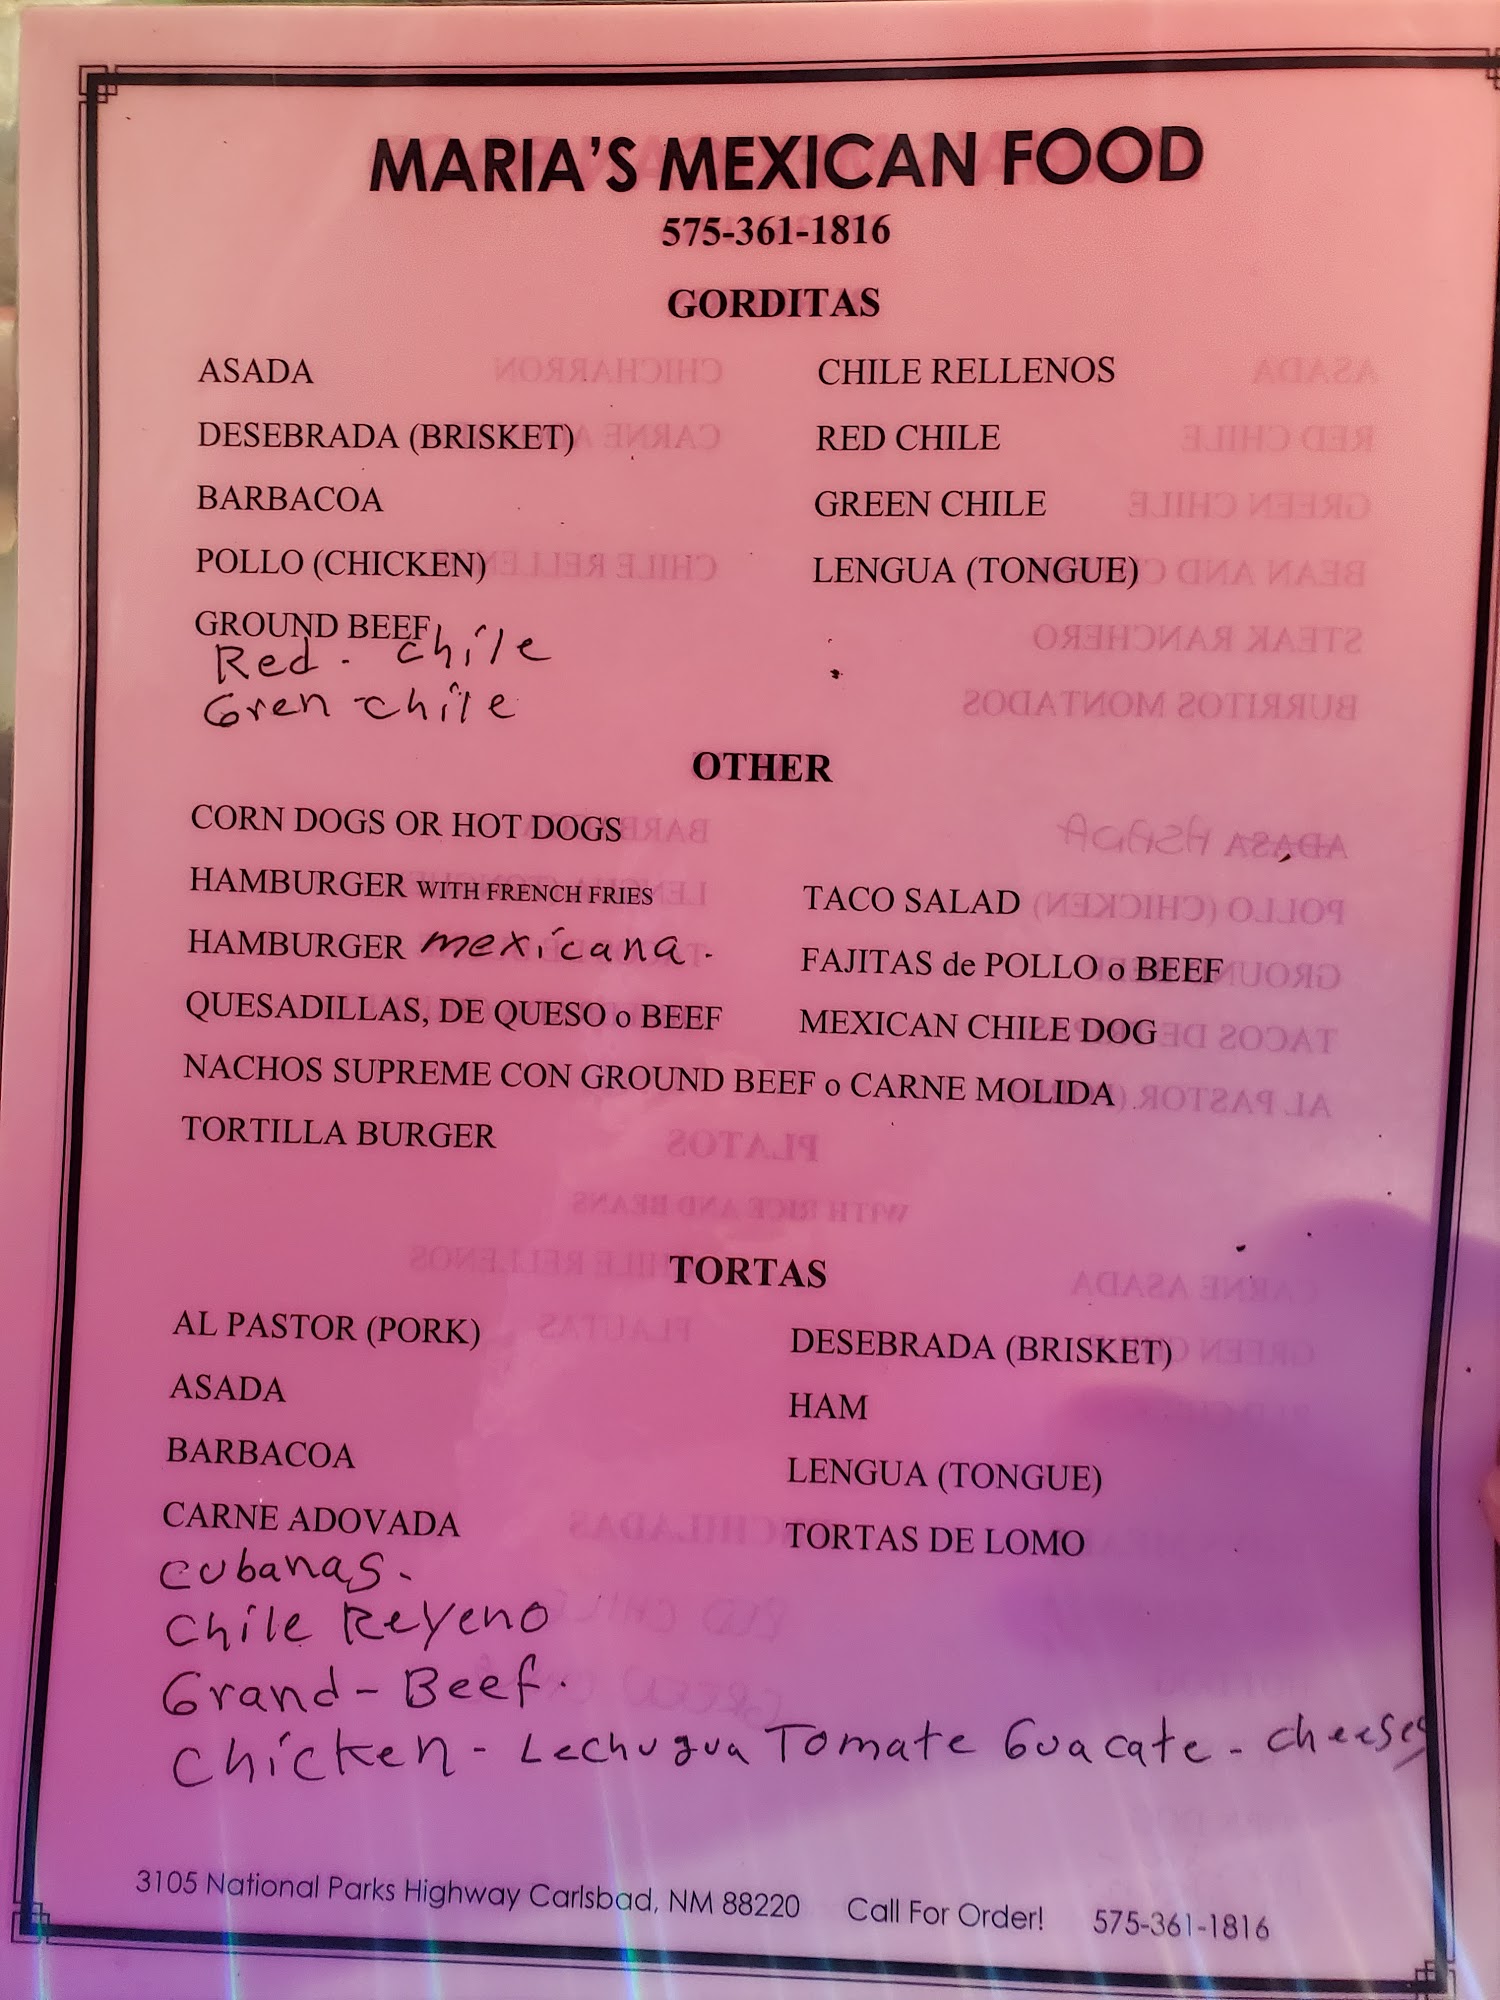 MARIA'S MEXICAN FOOD
575-361-1816
GORDITAS
ASADA
DESEBRADA (BRISKET)
BARBACOA
POLLO (CHICKEN)
GROUND BEEF
Red - chile
Gren chile
CHILE RELLENOS
RED CHILE
GREEN CHILE
LENGUA (TONGUE)
OTHER
CORN DOGS OR HOT DOGS
HAMBURGER WITH FRENCH FRIES
HAMBURGER mexicana.
QUESADILLAS, DE QUESO o BEEF
TACO SALAD
FAJITAS de POLLO o BEEF
MEXICAN CHILE DOG
NACHOS SUPREME CON GROUND BEEF o CARNE MOLIDA
TORTILLA BURGER
TORTAS
AL PASTOR (PORK)
ASADA
BARBACOA
CARNE ADOVADA
Cubanas.
Chile Reyeno
Grand - Beef.
Chicken - Lechugua Tomate Guacate - cheeses
DESEBRADA (BRISKET)
HAM
LENGUA (TONGUE)
TORTAS DE LOMO
3105 National Parks Highway Carlsbad, NM 88220 Call For Order! 575-361-1816